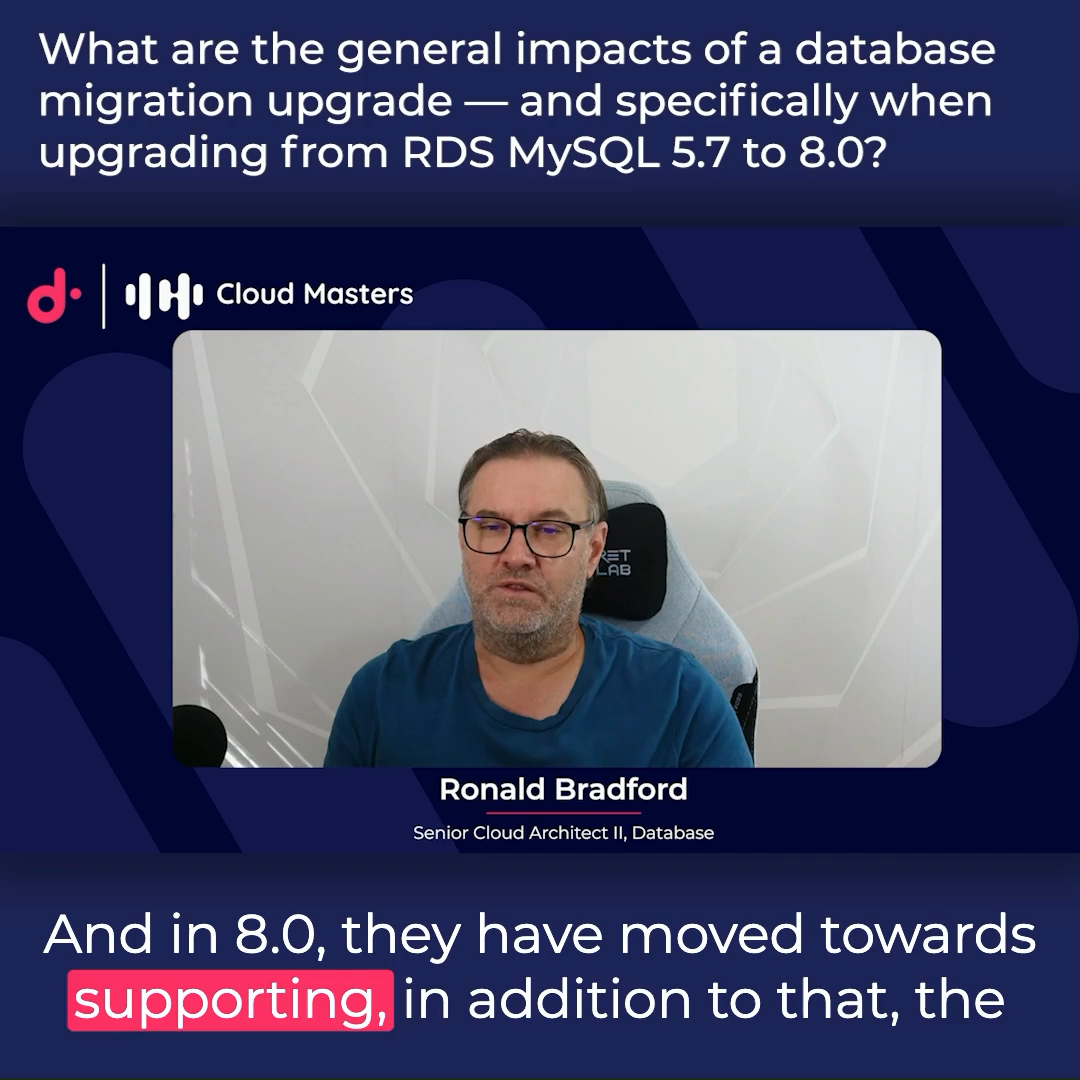 What are the general impacts of a database
migration upgrade — and specifically when
upgrading from RDS MySQL 5.7 to 8.0?
Cloud Masters
RET
LAB
Ronald Bradford
Senior Cloud Architect II, Database
And in 8.0, they have moved towards
supporting, in addition to that, the